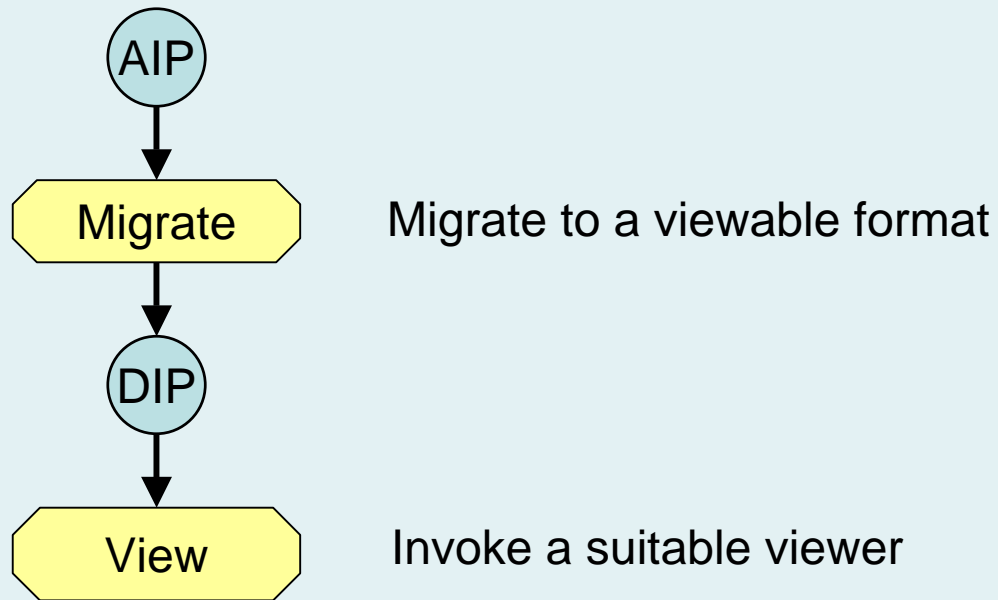 AIP
Migrate
Migrate to a viewable format
DIP
View
Invoke a suitable viewer